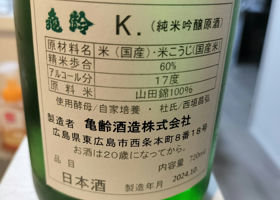 亀齢 K. (純米吟醸原酒)
原材料名 米(国産)・米こうじ(国産米
精米歩合 60%
アルコール分 17度
原料米 山田錦100%
使用酵母/自家培養 ・ 杜氏/西垣昌弘
製造者 亀齢酒造株式会社
広島県東広島市西条本町8番18号
お酒は20歳になってから。
品目 日本酒 内容量 720ml
製造年月 2024.10